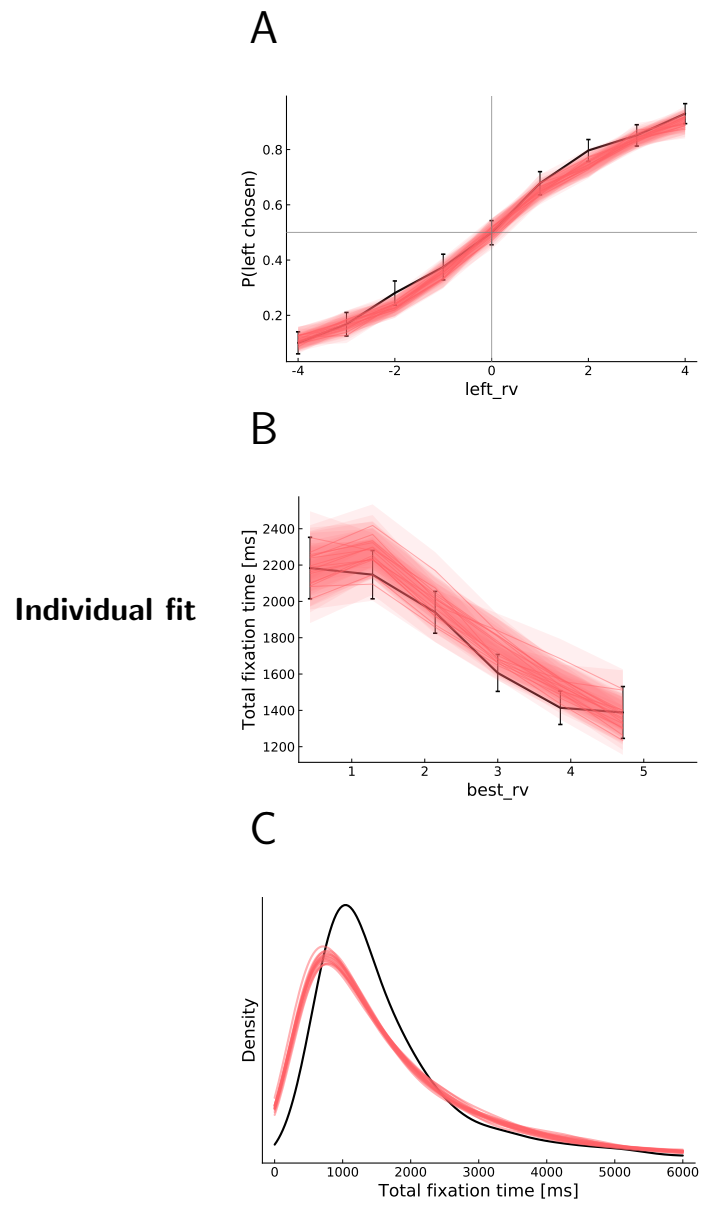 A
P(left chosen)
0.8
0.6
0.4
0.2
-4
-2
0
2
4
left_rv
B
Individual fit
Total fixation time [ms]
2400
2200
2000
1800
1600
1400
1200
1
2
3
4
5
best_rv
C
Density
0
1000
2000
3000
4000
5000
6000
Total fixation time [ms]